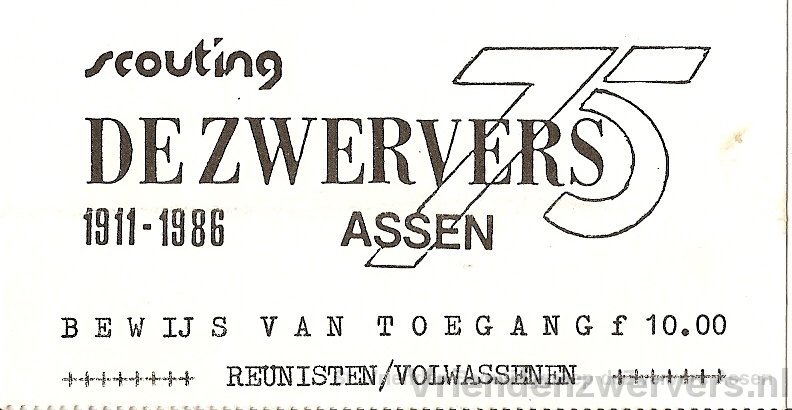 scouting
75
DE ZWERVERS
1911-1986 ASSEN
BEWIJS VAN TOEGANG f 10.00
++++++++ REUNISTEN/VOLWASSENEN +++++++
vriendenzwervers.nl